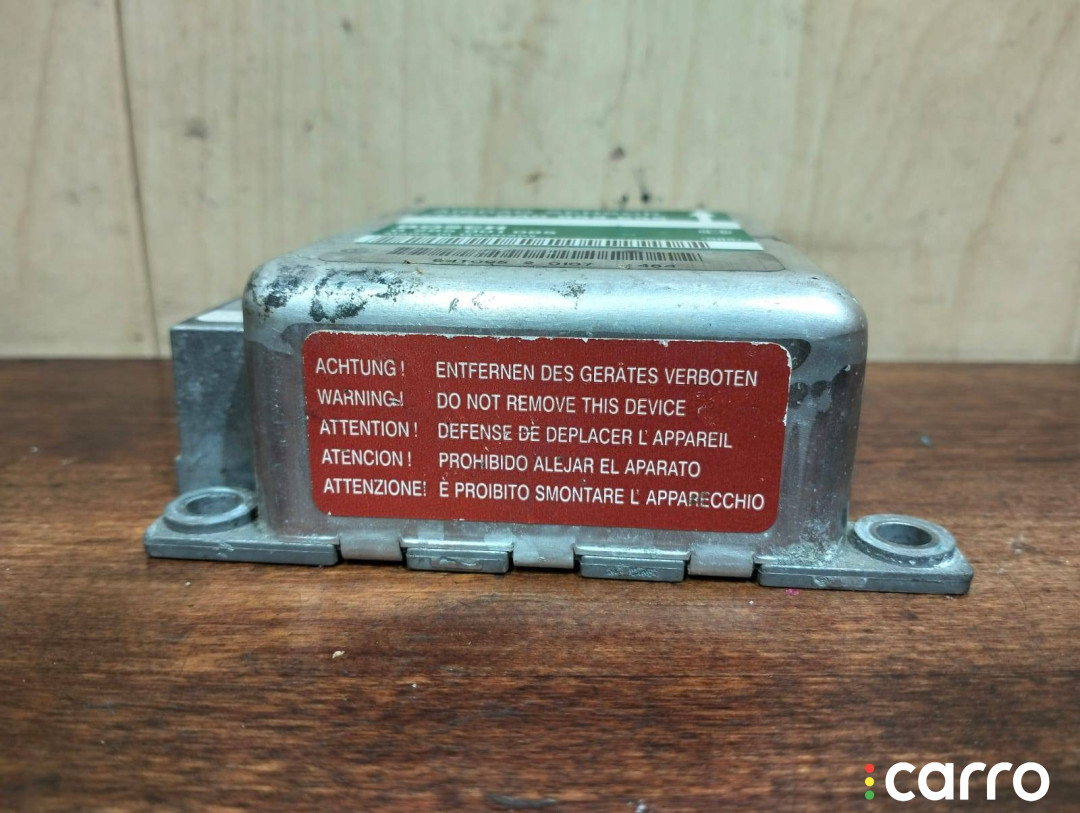 ACHTUNG! ENTFERNEN DES GERÄTES VERBOTEN
WARNING! DO NOT REMOVE THIS DEVICE
ATTENTION! DEFENSE DE DEPLACER L'APPAREIL
ATENCION! PROHIBIDO ALEJAR EL APARATO
ATTENZIONE! È PROIBITO SMONTARE L'APPARECCHIO
carro